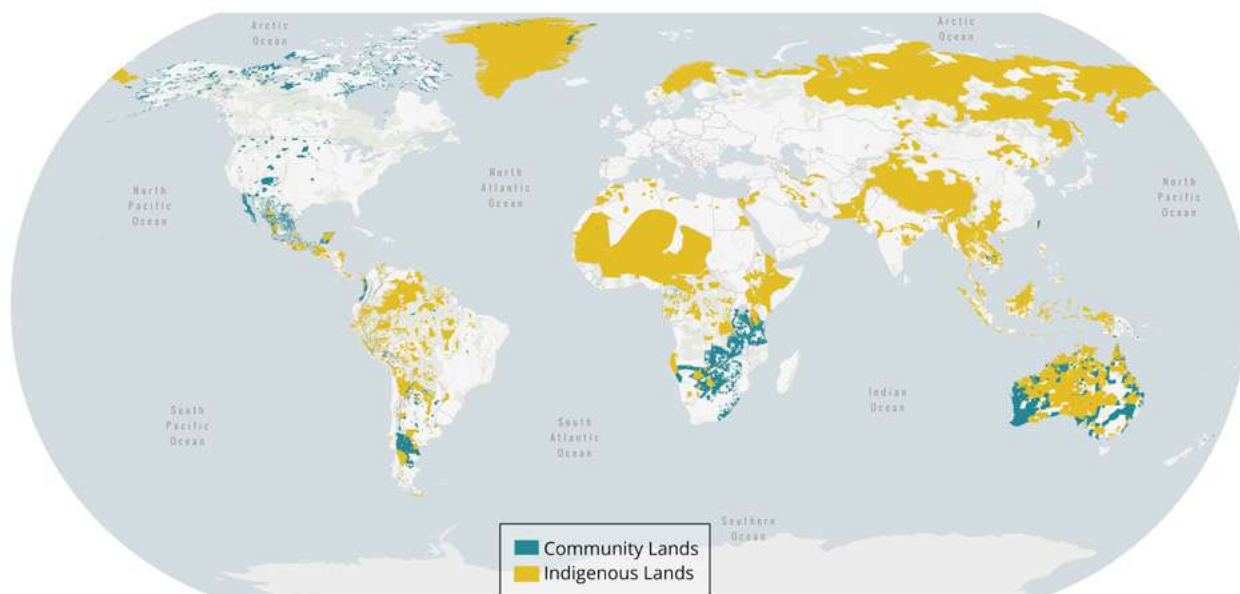 Arctic
Ocean
Arctic
Ocean
North
Pacific
Ocean
North
Atlantic
Ocean
North
Pacific
Ocean
South
Pacific
Ocean
South
Atlantic
Ocean
Indian
Ocean
Southern
Ocean
Community Lands
Indigenous Lands